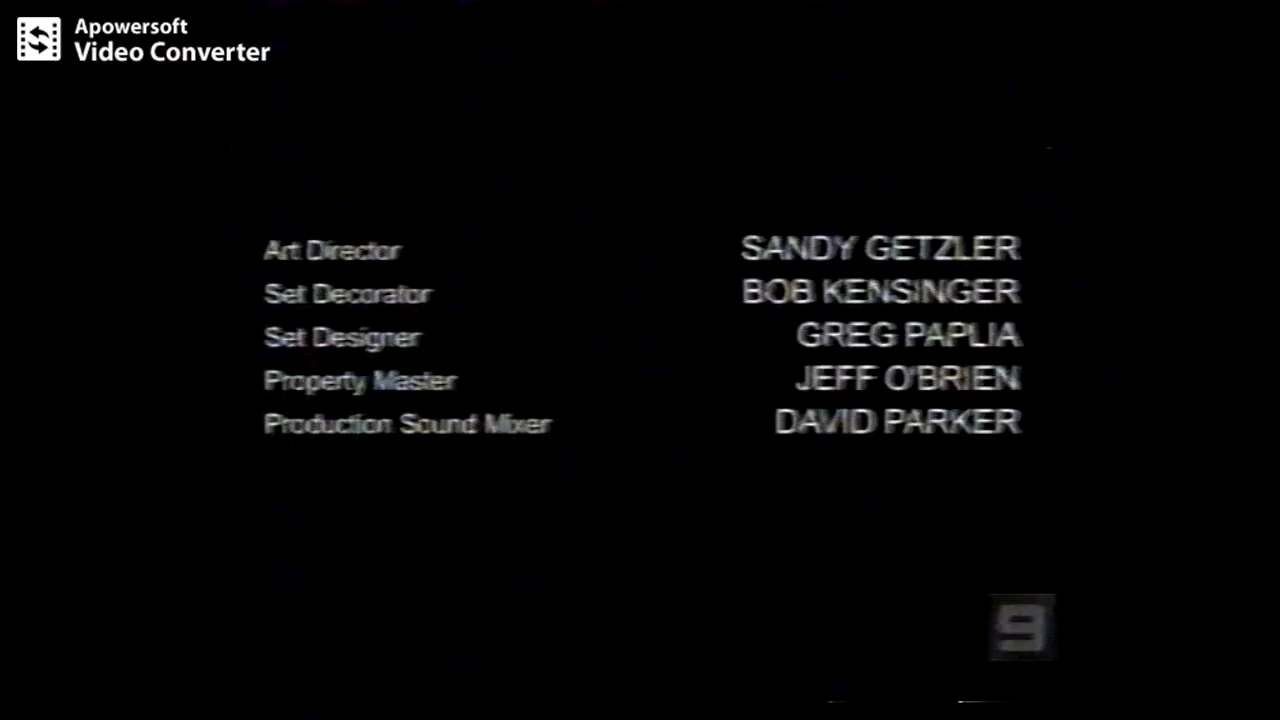 Apowersoft
Video Converter
Art Director SANDY GETZLER
Set Decorator BOB KENSINGER
Set Designer GREG PAPLIA
Property Master JEFF O'BRIEN
Production Sound Mixer DAVID PARKER
9